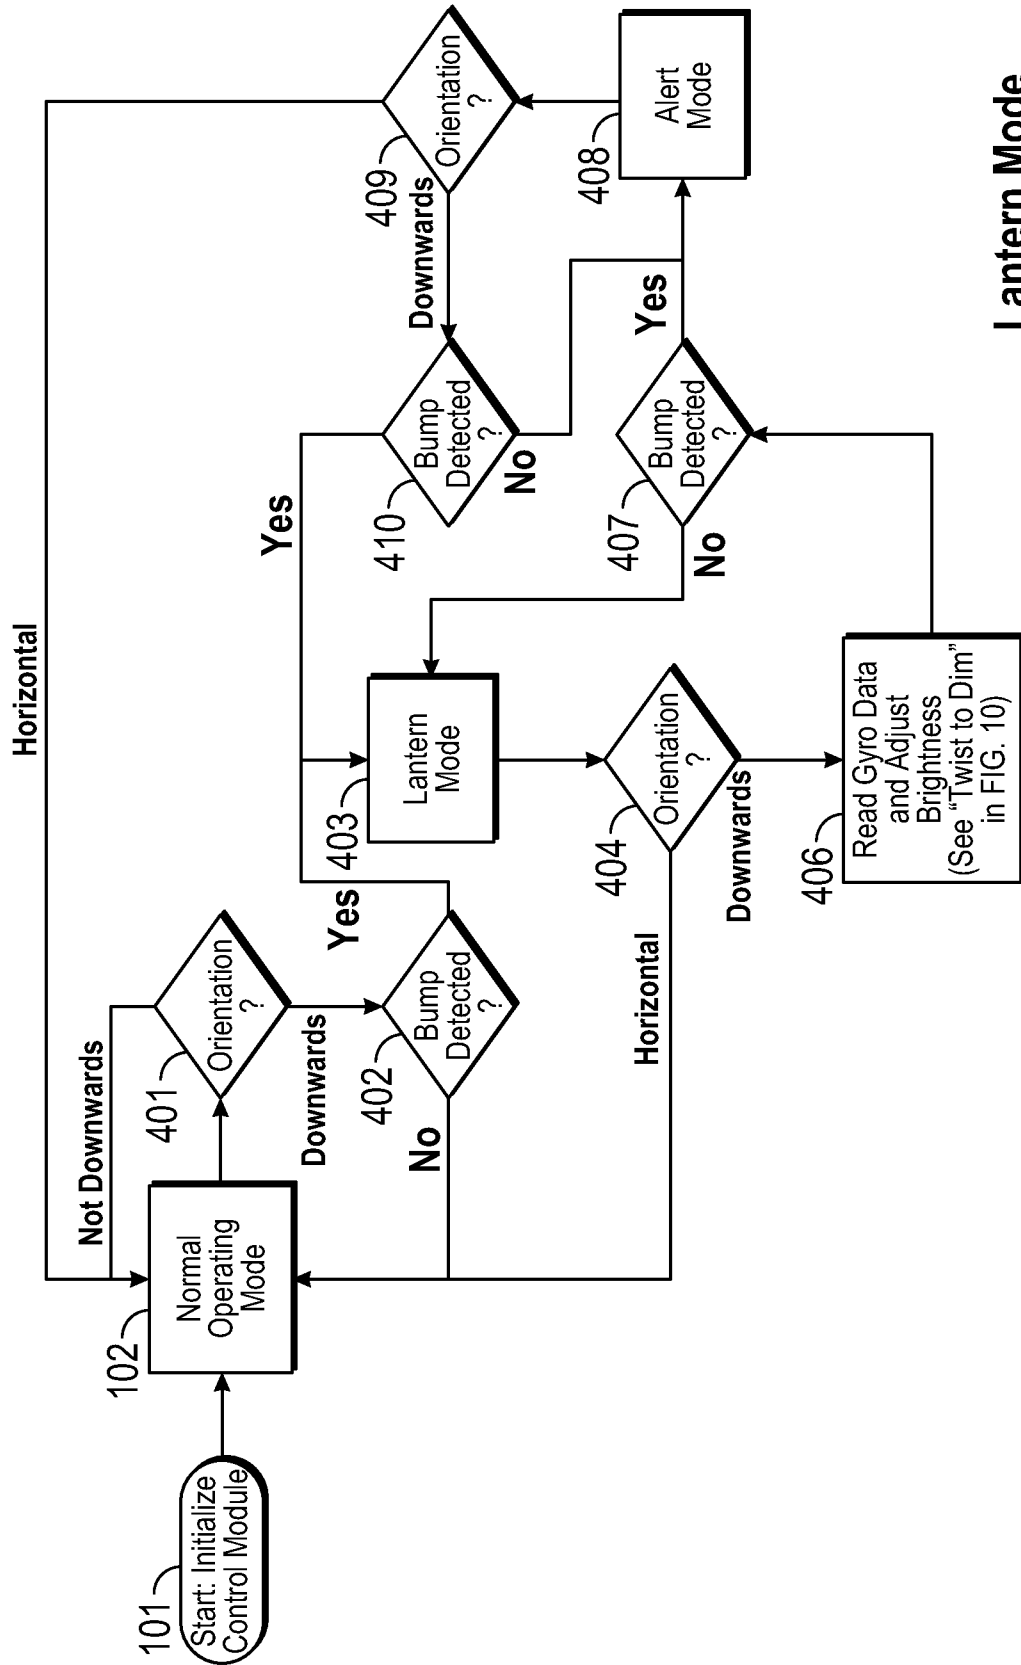 101
Start: Initialize
Control Module
102
Normal
Operating
Mode
Horizontal
Not Downwards
401
Orientation
?
Downwards
402
Bump
Detected
?
No
Yes
Horizontal
403
Lantern
Mode
404
Orientation
?
Downwards
406
Read Gyro Data
and Adjust
Brightness
(See “Twist to Dim”
in FIG. 10)
407
Bump
Detected
?
No
Yes
408
Alert
Mode
409
Orientation
?
Downwards
410
Bump
Detected
?
Yes
No
Lantern Mode